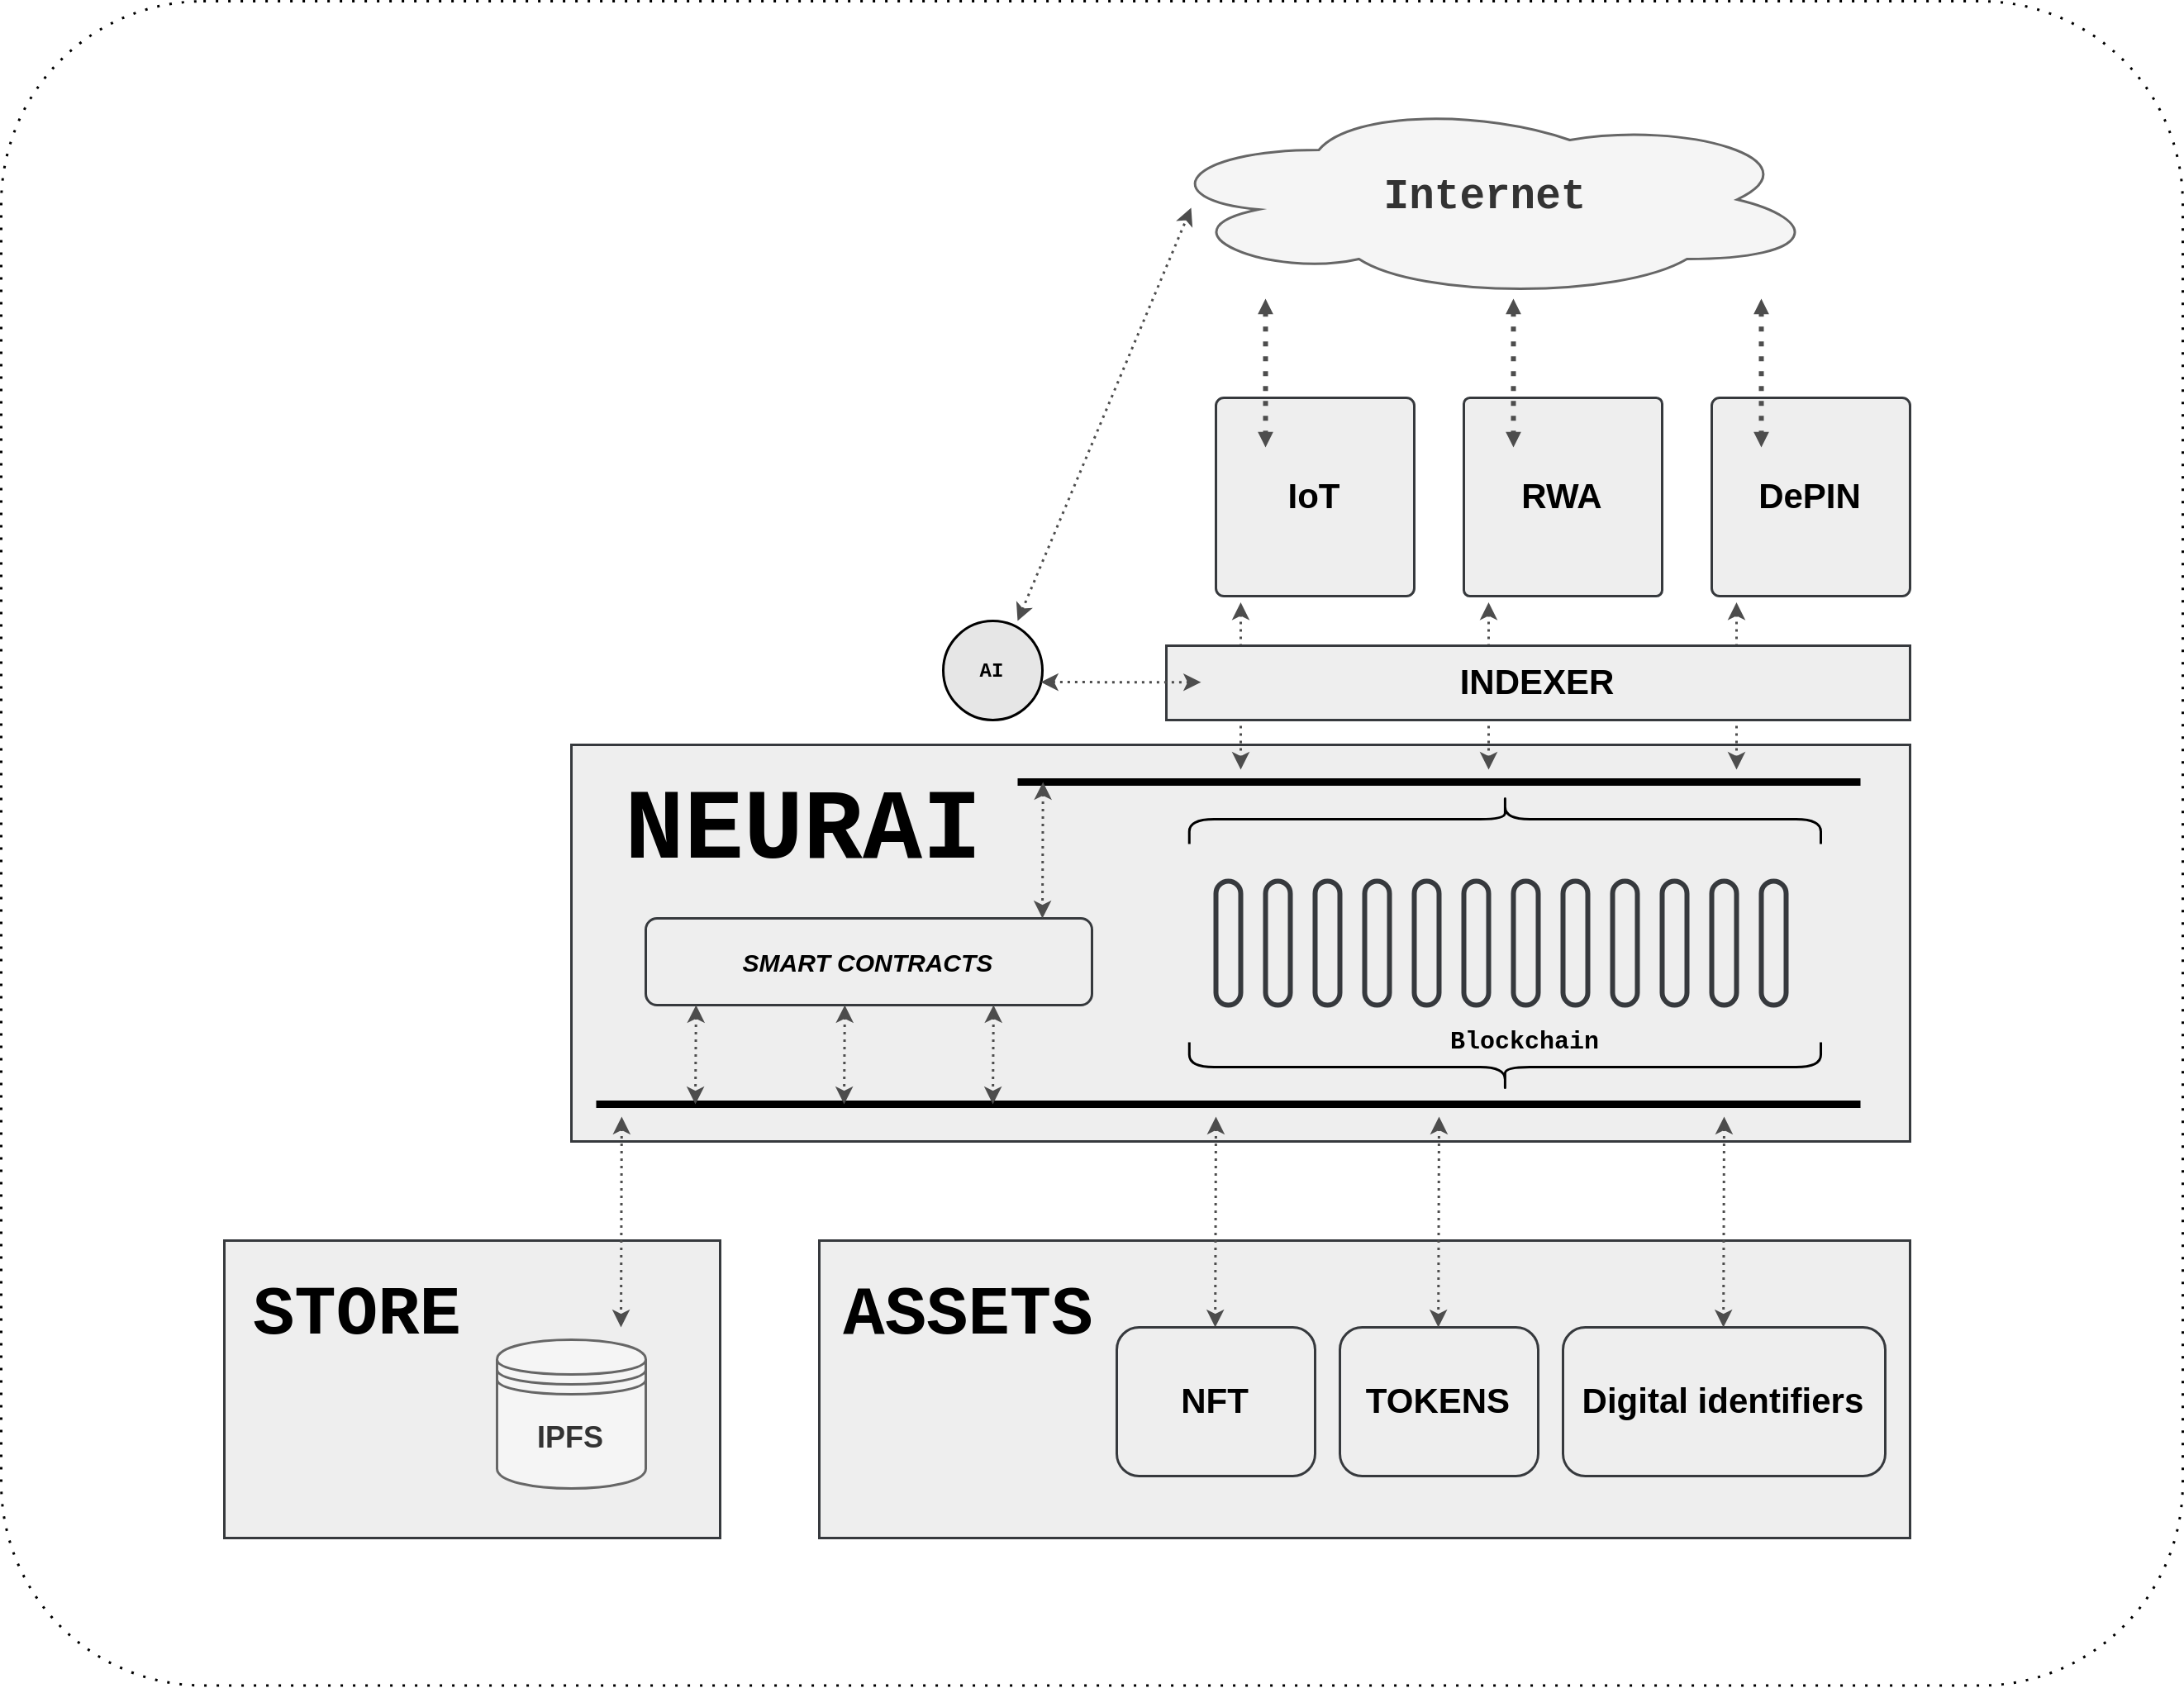 Internet
IoT
RWA
DePIN
AI
INDEXER
NEURAI
SMART CONTRACTS
Blockchain
STORE
IPFS
ASSETS
NFT
TOKENS
Digital identifiers